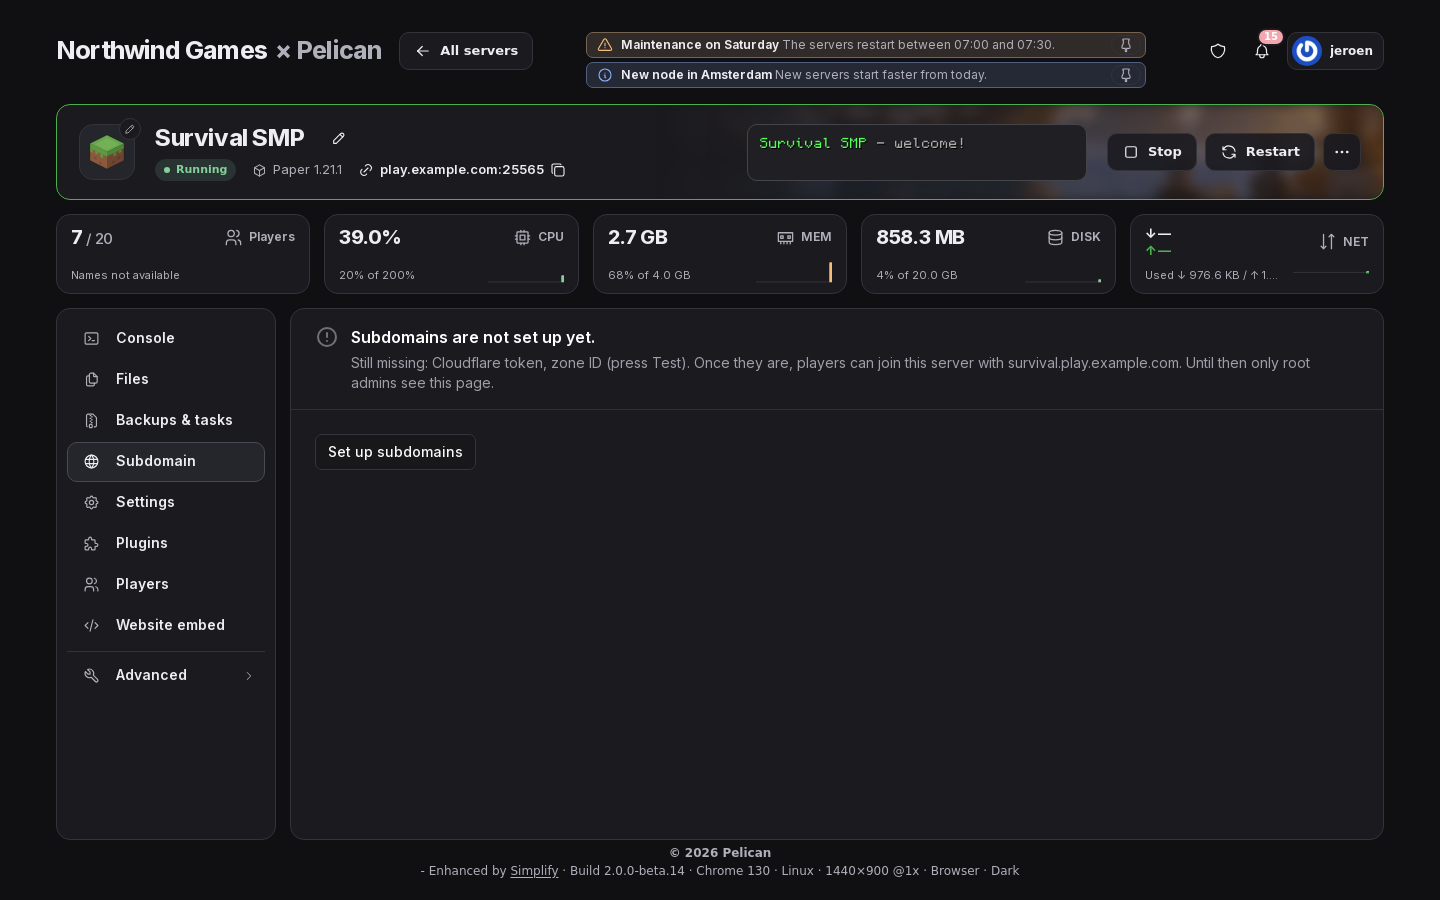 Northwind Games × Pelican
All servers
Maintenance on Saturday The servers restart between 07:00 and 07:30.
New node in Amsterdam New servers start faster from today.
15
jeroen
Survival SMP
Running
Paper 1.21.1
play.example.com:25565
Survival SMP - welcome!
Stop
Restart
7 / 20
Players
Names not available
39.0%
CPU
20% of 200%
2.7 GB
MEM
68% of 4.0 GB
858.3 MB
DISK
4% of 20.0 GB
↓—
↑—
NET
Used ↓ 976.6 KB / ↑ 1....
Console
Files
Backups & tasks
Subdomain
Settings
Plugins
Players
Website embed
Advanced
Subdomains are not set up yet.
Still missing: Cloudflare token, zone ID (press Test). Once they are, players can join this server with survival.play.example.com. Until then only root
admins see this page.
Set up subdomains
© 2026 Pelican
- Enhanced by Simplify · Build 2.0.0-beta.14 · Chrome 130 · Linux · 1440×900 @1x · Browser · Dark